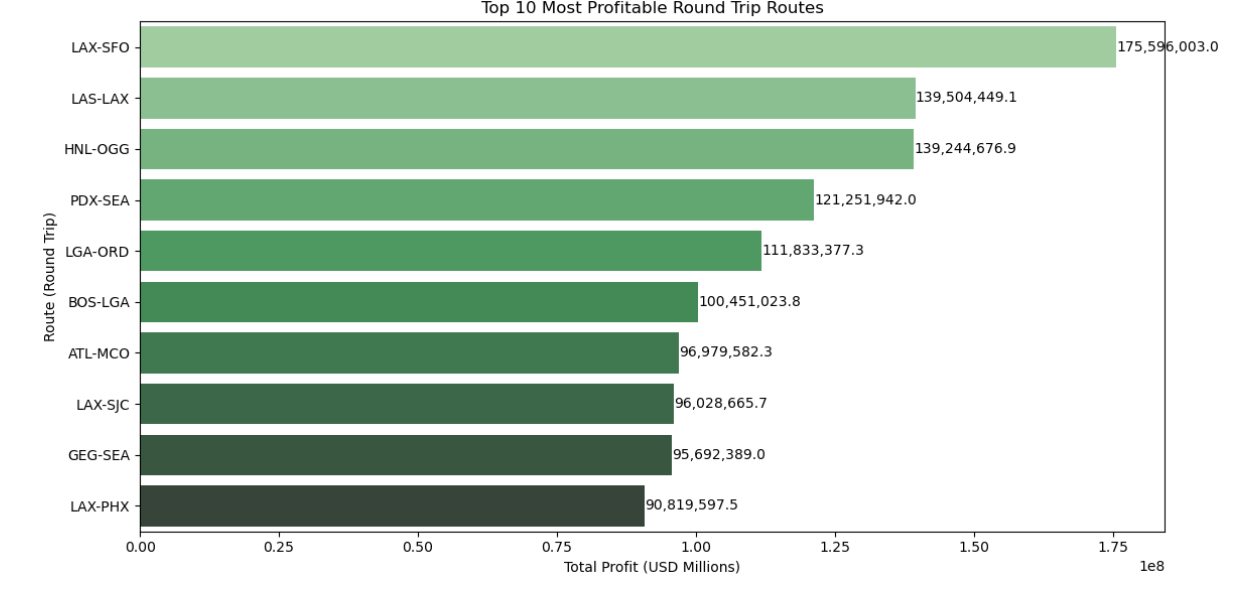 Top 10 Most Profitable Round Trip Routes
LAX-SFO 175,596,003.0
LAS-LAX 139,504,449.1
HNL-OGG 139,244,676.9
PDX-SEA 121,251,942.0
LGA-ORD 111,833,377.3
BOS-LGA 100,451,023.8
ATL-MCO 96,979,582.3
LAX-SJC 96,028,665.7
GEG-SEA 95,692,389.0
LAX-PHX 90,819,597.5
Route (Round Trip)
0.00 0.25 0.50 0.75 1.00 1.25 1.50 1.75
Total Profit (USD Millions)
1e8